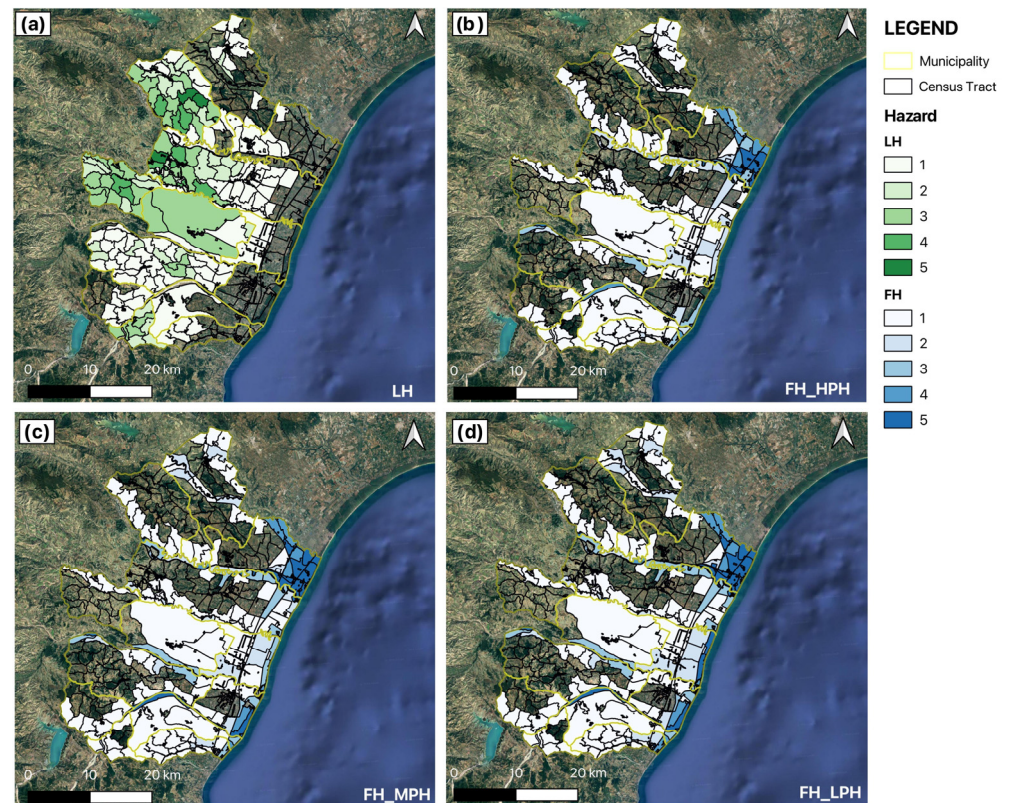 (a)
0 10 20 km
LH
(b)
0 10 20 km
FH_HPH
(c)
0 10 20 km
FH_MPH
(d)
0 10 20 km
FH_LPH
LEGEND
Municipality
Census Tract
Hazard
LH
1
2
3
4
5
FH
1
2
3
4
5